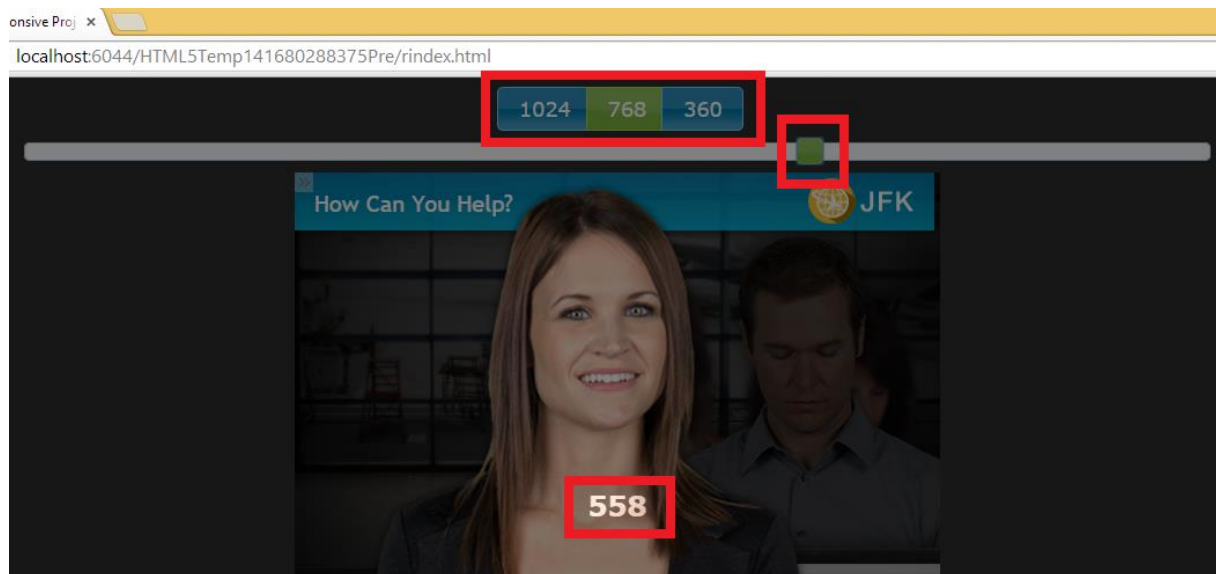 onsive Proj ×
localhost:6044/HTML5Temp141680288375Pre/rindex.html
1024 768 360
»
How Can You Help?
JFK
558